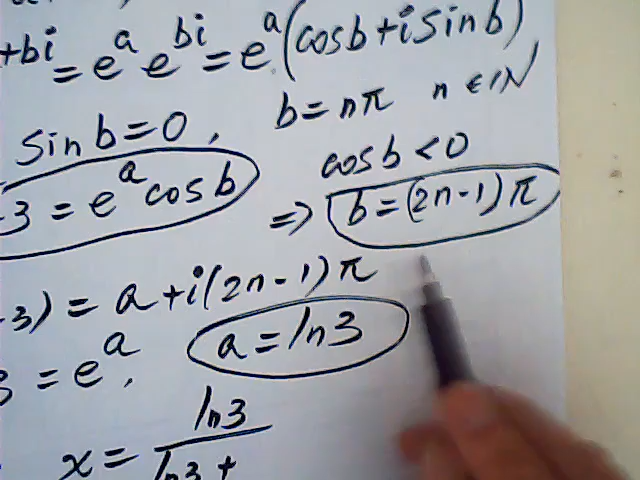 +bi = e^a e^{bi} = e^a (cos b + i sin b)
sin b = 0, b = nπ n ∈ ℕ
-3 = e^a cos b cos b < 0
⇒ b = (2n-1)π
-3) = a + i(2n-1)π
3 = e^a, a = ln3
x = ln3 / ln3 +